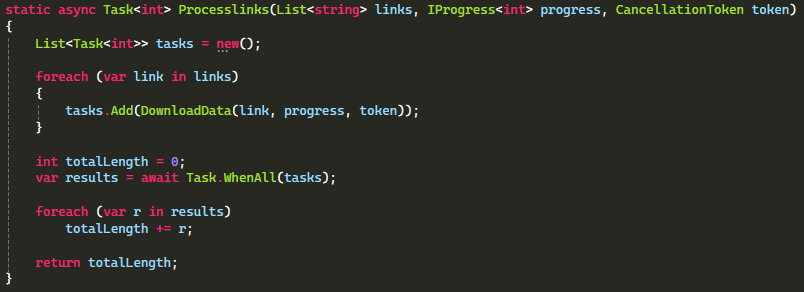 static async Task<int> Processlinks(List<string> links, IProgress<int> progress, CancellationToken token)
{
    List<Task<int>> tasks = new();

    foreach (var link in links)
    {
        tasks.Add(DownloadData(link, progress, token));
    }

    int totalLength = 0;
    var results = await Task.WhenAll(tasks);

    foreach (var r in results)
        totalLength += r;

    return totalLength;
}